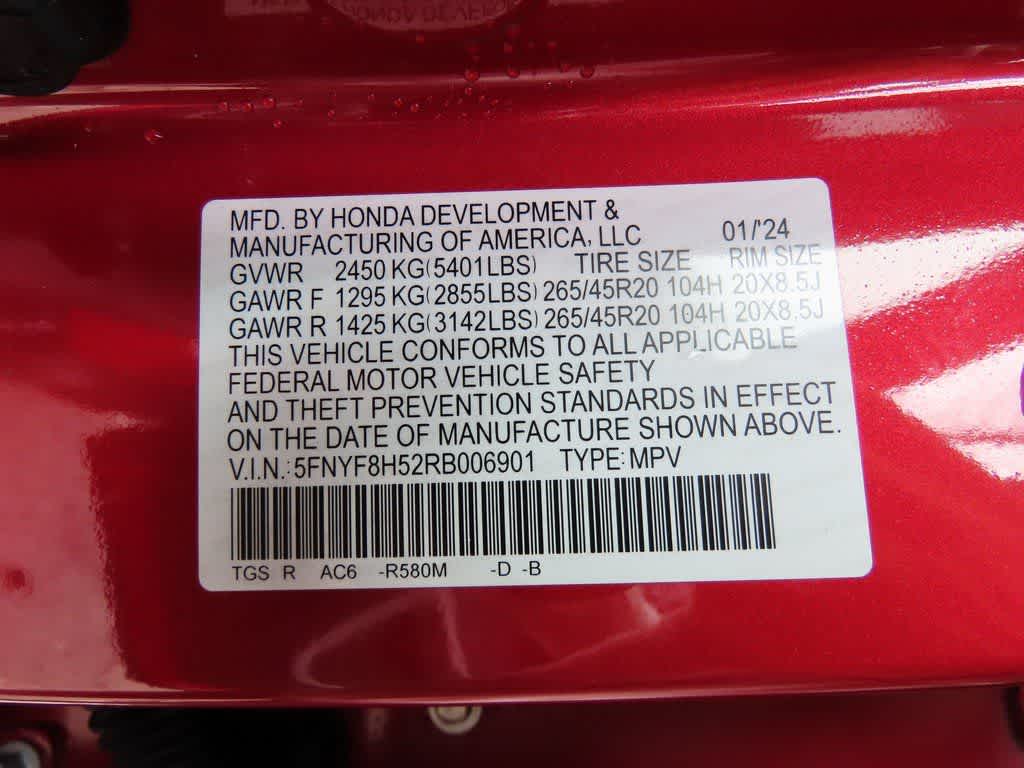 MFD. BY HONDA DEVELOPMENT &
MANUFACTURING OF AMERICA, LLC 01/'24
GVWR 2450 KG(5401LBS) TIRE SIZE RIM SIZE
GAWR F 1295 KG(2855LBS) 265/45R20 104H 20X8.5J
GAWR R 1425 KG(3142LBS) 265/45R20 104H 20X8.5J
THIS VEHICLE CONFORMS TO ALL APPLICABLE
FEDERAL MOTOR VEHICLE SAFETY
AND THEFT PREVENTION STANDARDS IN EFFECT
ON THE DATE OF MANUFACTURE SHOWN ABOVE.
V.I.N.:5FNYF8H52RB006901 TYPE:MPV
TGS R AC6 -R580M -D -B